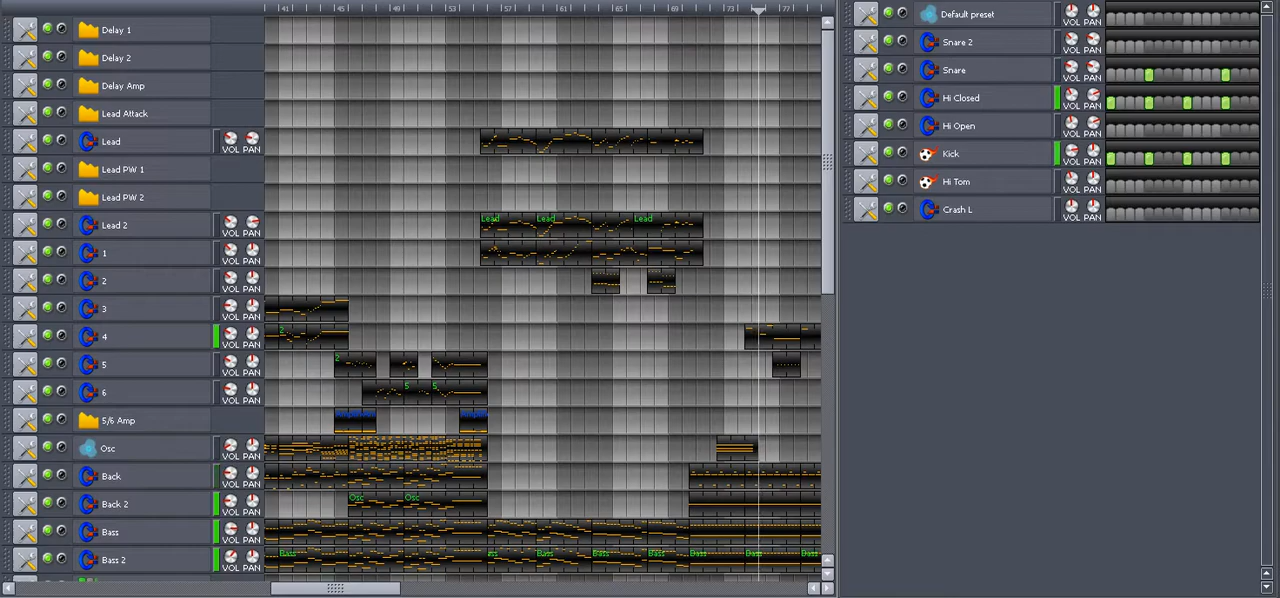 41 45 49 53 57 61 65 69 73 77
Delay 1
Delay 2
Delay Amp
Lead Attack
Lead VOL PAN
Lead PW 1
Lead PW 2
Lead 2 VOL PAN Lead Lead Lead
1 VOL PAN
2 VOL PAN
3 VOL PAN
4 VOL PAN 2
5 VOL PAN 2
6 VOL PAN 5 5
5/6 Amp
Osc VOL PAN
Back VOL PAN
Back 2 VOL PAN Osc Osc
Bass VOL PAN
Bass 2 VOL PAN Bass Bass Bass Bass Bass Bass
Default preset VOL PAN
Snare 2 VOL PAN
Snare VOL PAN
Hi Closed VOL PAN
Hi Open VOL PAN
Kick VOL PAN
Hi Tom VOL PAN
Crash L VOL PAN